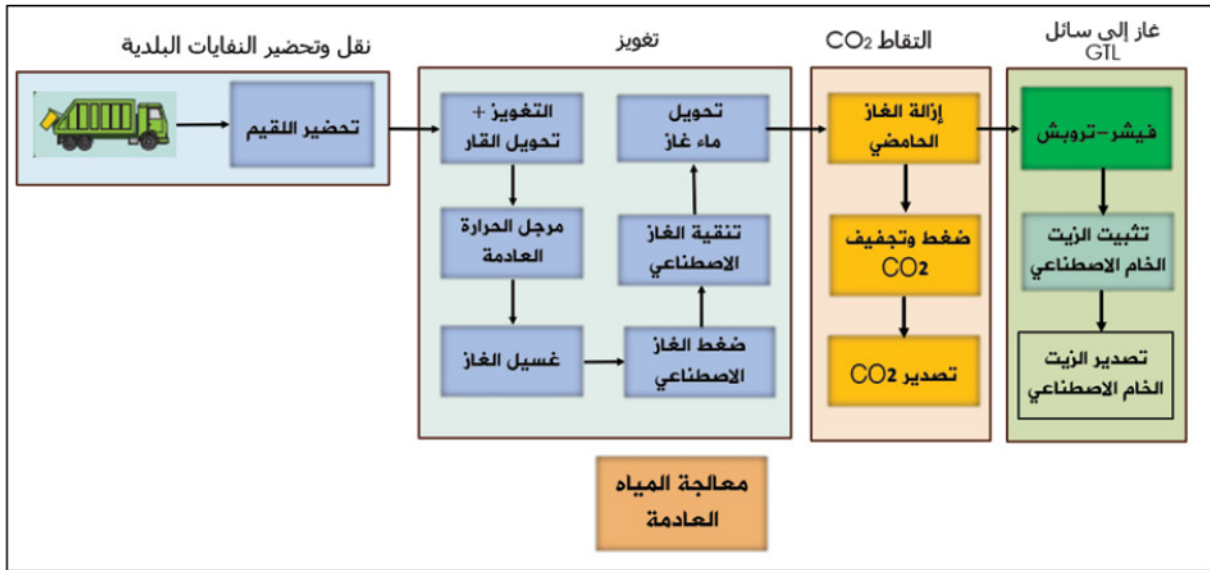 نقل وتحضير النفايات البلدية
تحضير اللقيم
تغويز
التغويز +
تحويل القار
مرجل الحرارة
العادمة
غسيل الغاز
ضغط الغاز
الاصطناعي
تنقية الغاز
الاصطناعي
تحويل
ماء غاز
التقاط CO₂
إزالة الغاز
الحامضي
ضغط وتجفيف
CO2
تصدير CO2
غاز إلى سائل
GTL
فيشر-تروبش
تثبيت الزيت
الخام الاصطناعي
تصدير الزيت
الخام الاصطناعي
معالجة المياه
العادمة